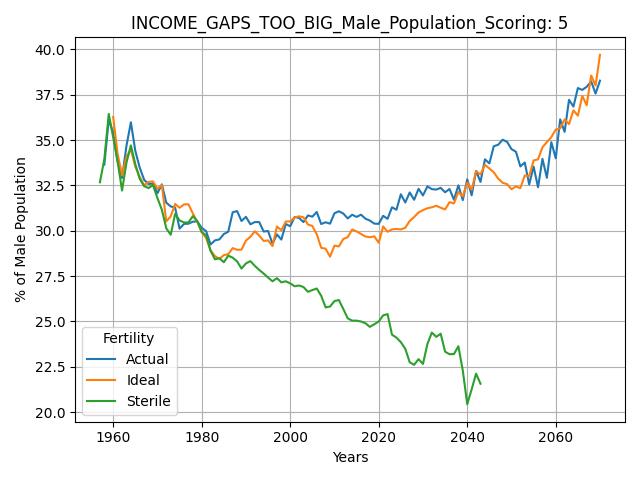 INCOME_GAPS_TOO_BIG_Male_Population_Scoring: 5
40.0
37.5
35.0
32.5
30.0
27.5
25.0
22.5
20.0
% of Male Population
Fertility
Actual
Ideal
Sterile
1960 1980 2000 2020 2040 2060
Years